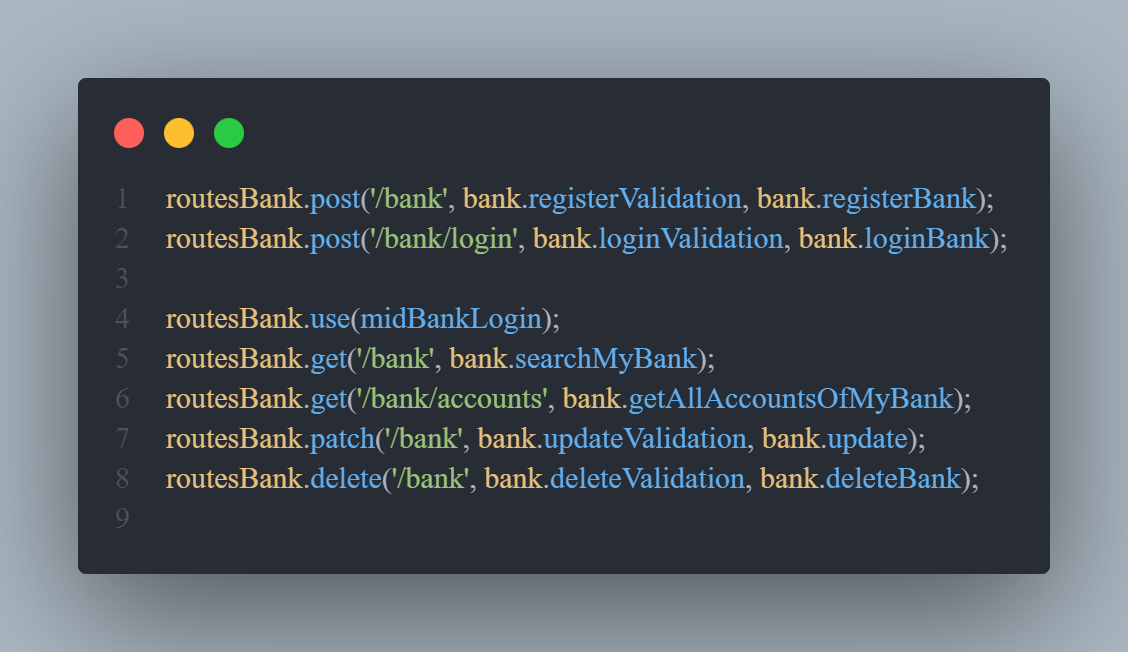 1 routesBank.post('/bank', bank.registerValidation, bank.registerBank);
2 routesBank.post('/bank/login', bank.loginValidation, bank.loginBank);
3
4 routesBank.use(midBankLogin);
5 routesBank.get('/bank', bank.searchMyBank);
6 routesBank.get('/bank/accounts', bank.getAllAccountsOfMyBank);
7 routesBank.patch('/bank', bank.updateValidation, bank.update);
8 routesBank.delete('/bank', bank.deleteValidation, bank.deleteBank);
9